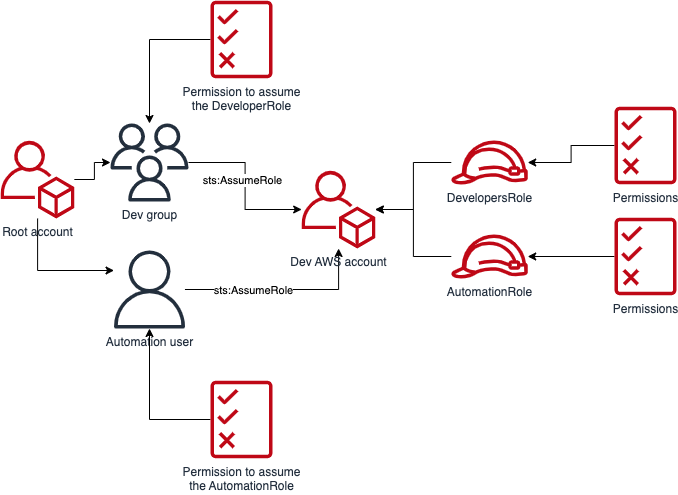 Permission to assume
the DeveloperRole
sts:AssumeRole
DevelopersRole
Permissions
Dev group
Root account
Dev AWS account
sts:AssumeRole
AutomationRole
Permissions
Automation user
Permission to assume
the AutomationRole